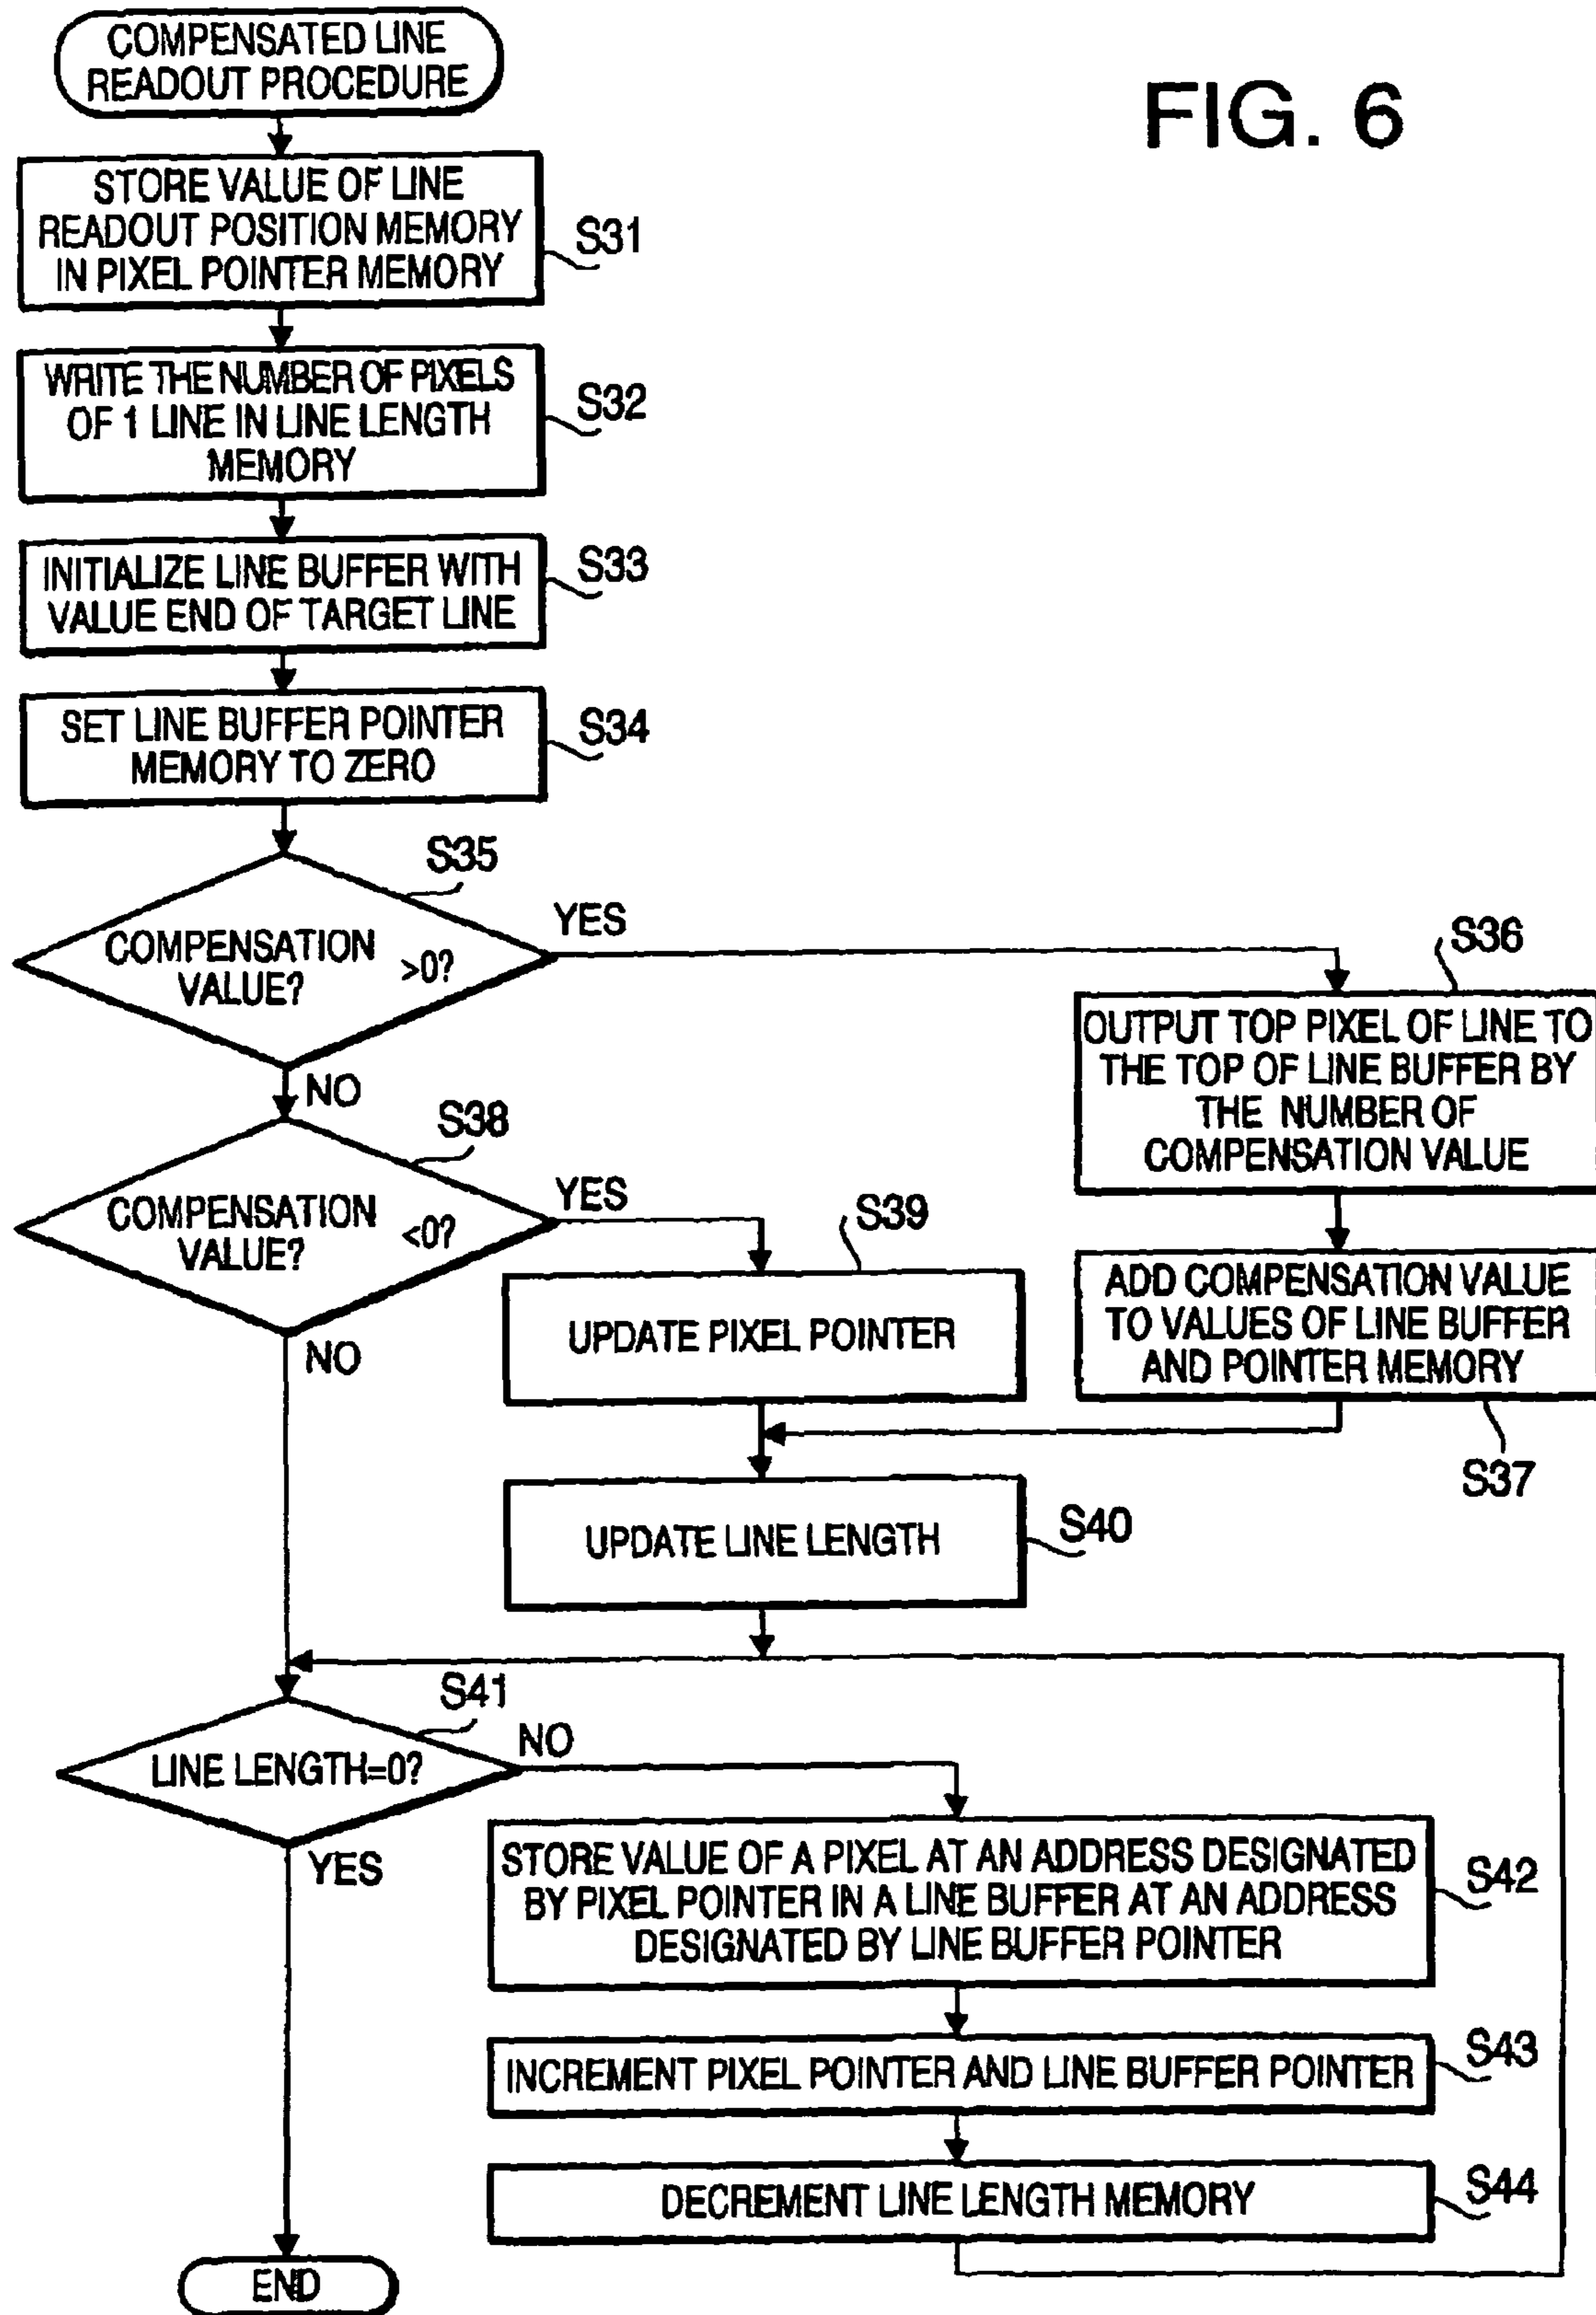 FIG. 6
COMPENSATED LINE
READOUT PROCEDURE
STORE VALUE OF LINE
READOUT POSITION MEMORY
IN PIXEL POINTER MEMORY
S31
WRITE THE NUMBER OF PIXELS
OF 1 LINE IN LINE LENGTH
MEMORY
S32
INITIALIZE LINE BUFFER WITH
VALUE END OF TARGET LINE
S33
SET LINE BUFFER POINTER
MEMORY TO ZERO
S34
S35
COMPENSATION
VALUE?
>0?
YES
NO
S36
OUTPUT TOP PIXEL OF LINE TO
THE TOP OF LINE BUFFER BY
THE NUMBER OF
COMPENSATION VALUE
ADD COMPENSATION VALUE
TO VALUES OF LINE BUFFER
AND POINTER MEMORY
S37
S38
COMPENSATION
VALUE?
<0?
YES
NO
S39
UPDATE PIXEL POINTER
UPDATE LINE LENGTH
S40
S41
LINE LENGTH=0?
NO
YES
STORE VALUE OF A PIXEL AT AN ADDRESS DESIGNATED
BY PIXEL POINTER IN A LINE BUFFER AT AN ADDRESS
DESIGNATED BY LINE BUFFER POINTER
S42
INCREMENT PIXEL POINTER AND LINE BUFFER POINTER
S43
DECREMENT LINE LENGTH MEMORY
S44
END